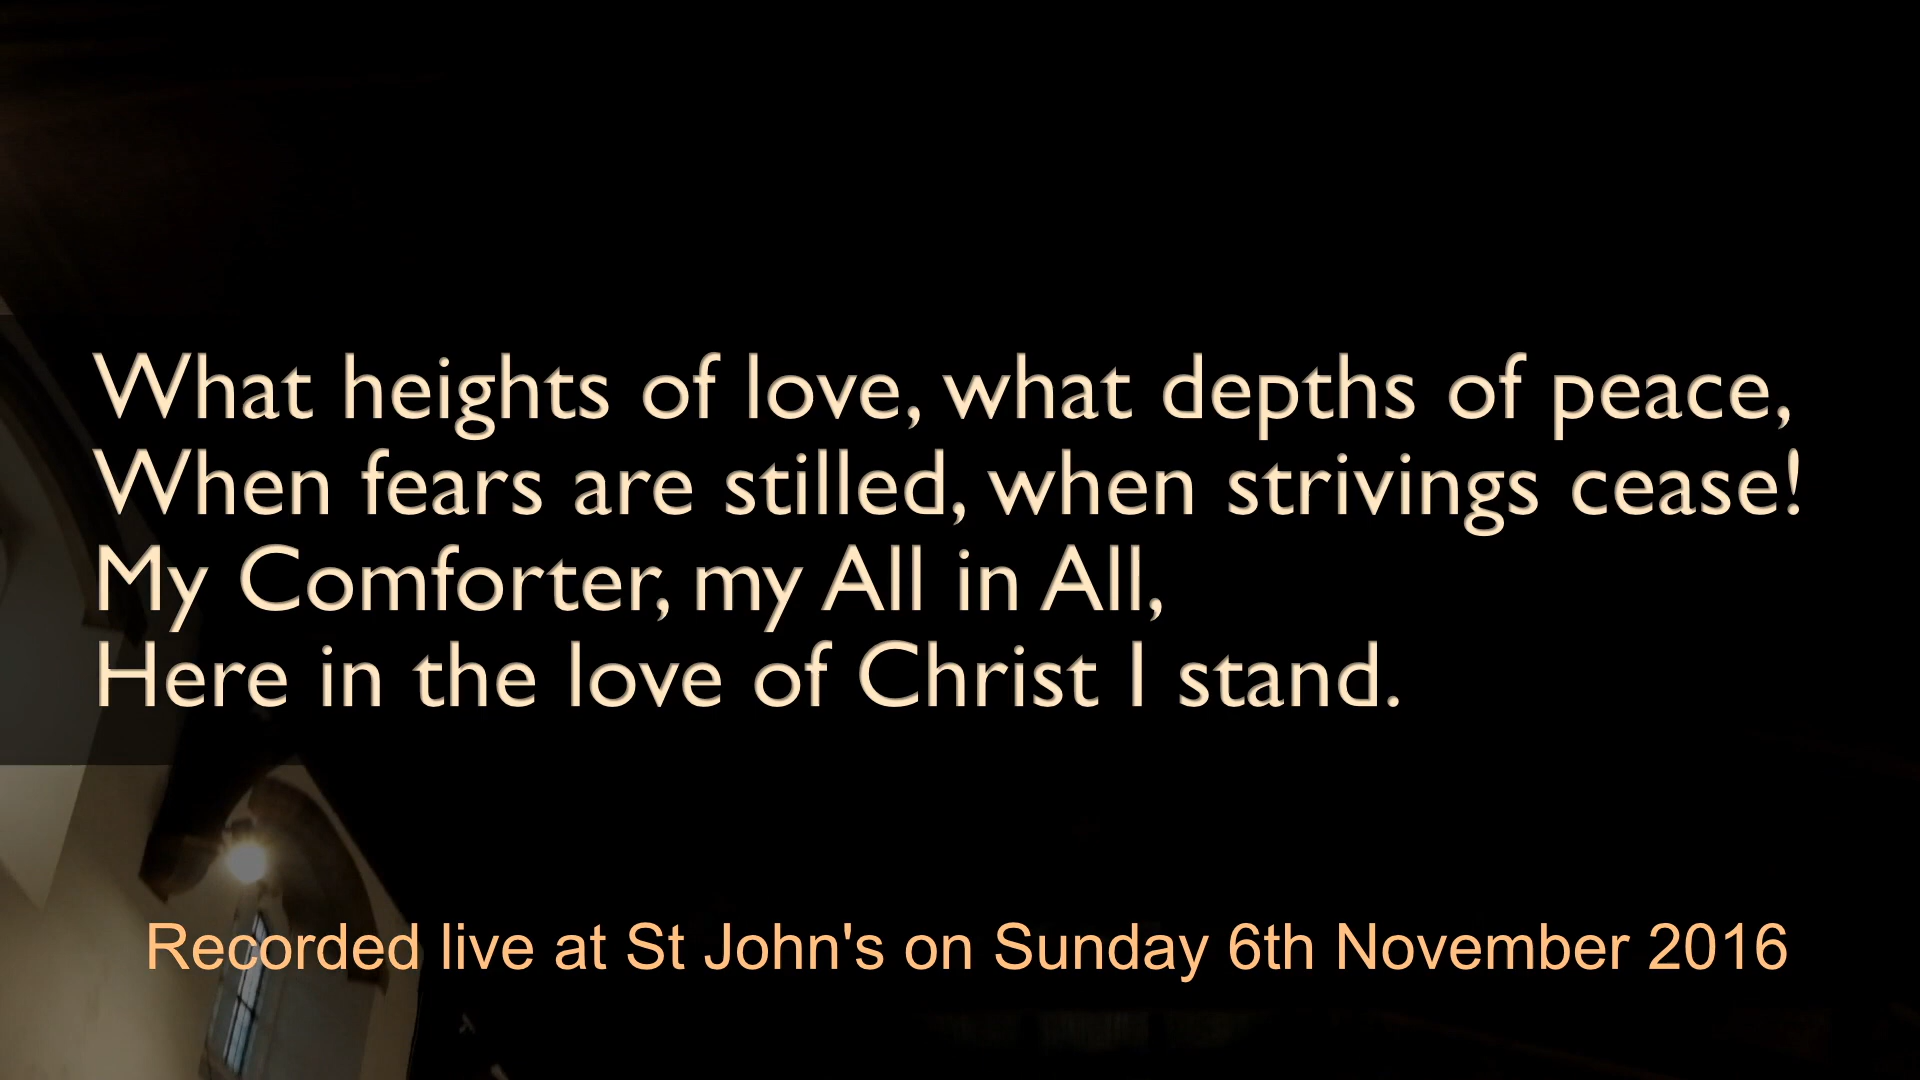 What heights of love, what depths of peace,
When fears are stilled, when strivings cease!
My Comforter, my All in All,
Here in the love of Christ I stand.
Recorded live at St John's on Sunday 6th November 2016